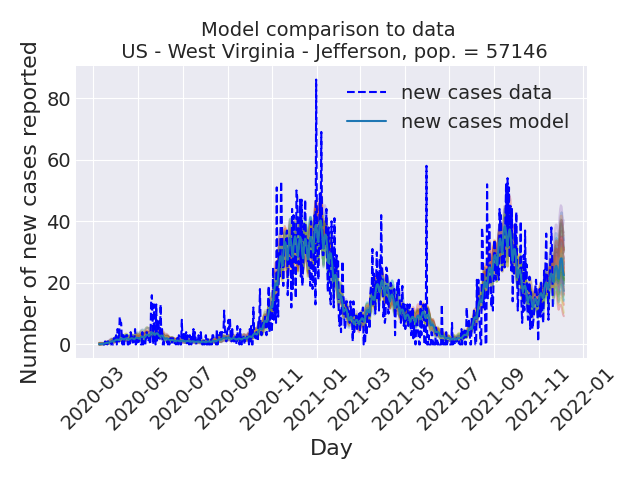 Model comparison to data
US - West Virginia - Jefferson, pop. = 57146
Number of new cases reported
80
60
40
20
0
new cases data
new cases model
2020-03
2020-05
2020-07
2020-09
2020-11
2021-01
2021-03
2021-05
2021-07
2021-09
2021-11
2022-01
Day